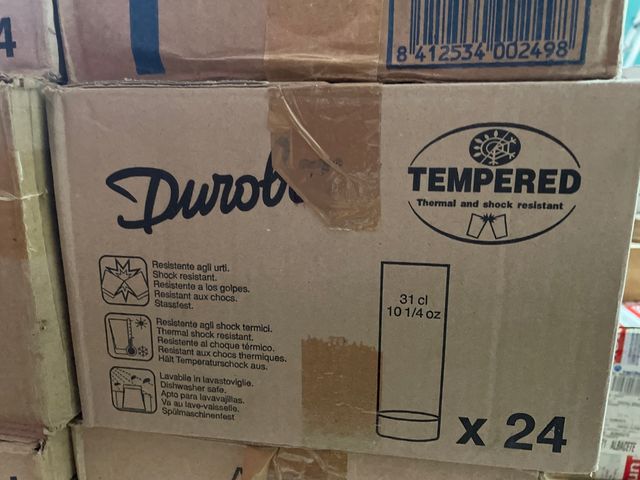 4
8 412534 002498
TEMPERED
Thermal and shock resistant
Resistente agli urti.
Shock resistant.
Resistente a los golpes.
Resistant aux chocs.
Stossfest.
31 cl
10 1/4 oz
Resistente agli shock termici.
Thermal shock resistant.
Resistente al choque térmico.
Resistant aux chocs thermiques.
Hält Temperaturschock aus.
Lavabile in lavastoviglie.
Dishwasher safe.
Apto para lavavajillas.
Va au lave-vaisselle.
Spülmaschinenfest
x 24
ALBACETE